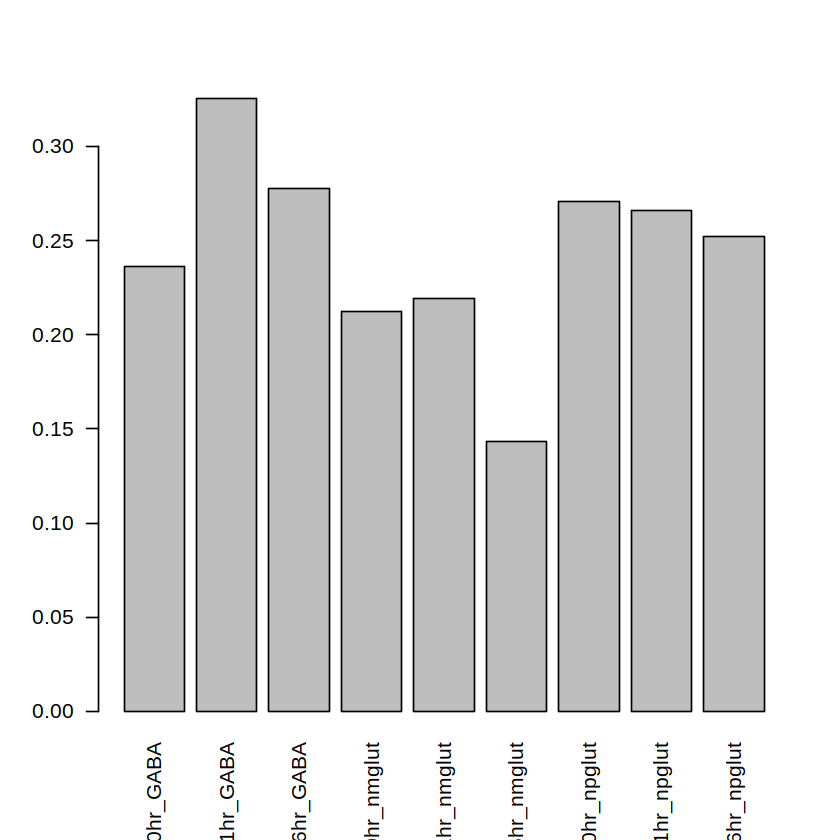 0.30
0.25
0.20
0.15
0.10
0.05
0.00
0hr_GABA
1hr_GABA
6hr_GABA
hr_nmglut
hr_nmglut
hr_nmglut
0hr_npglut
1hr_npglut
6hr_npglut